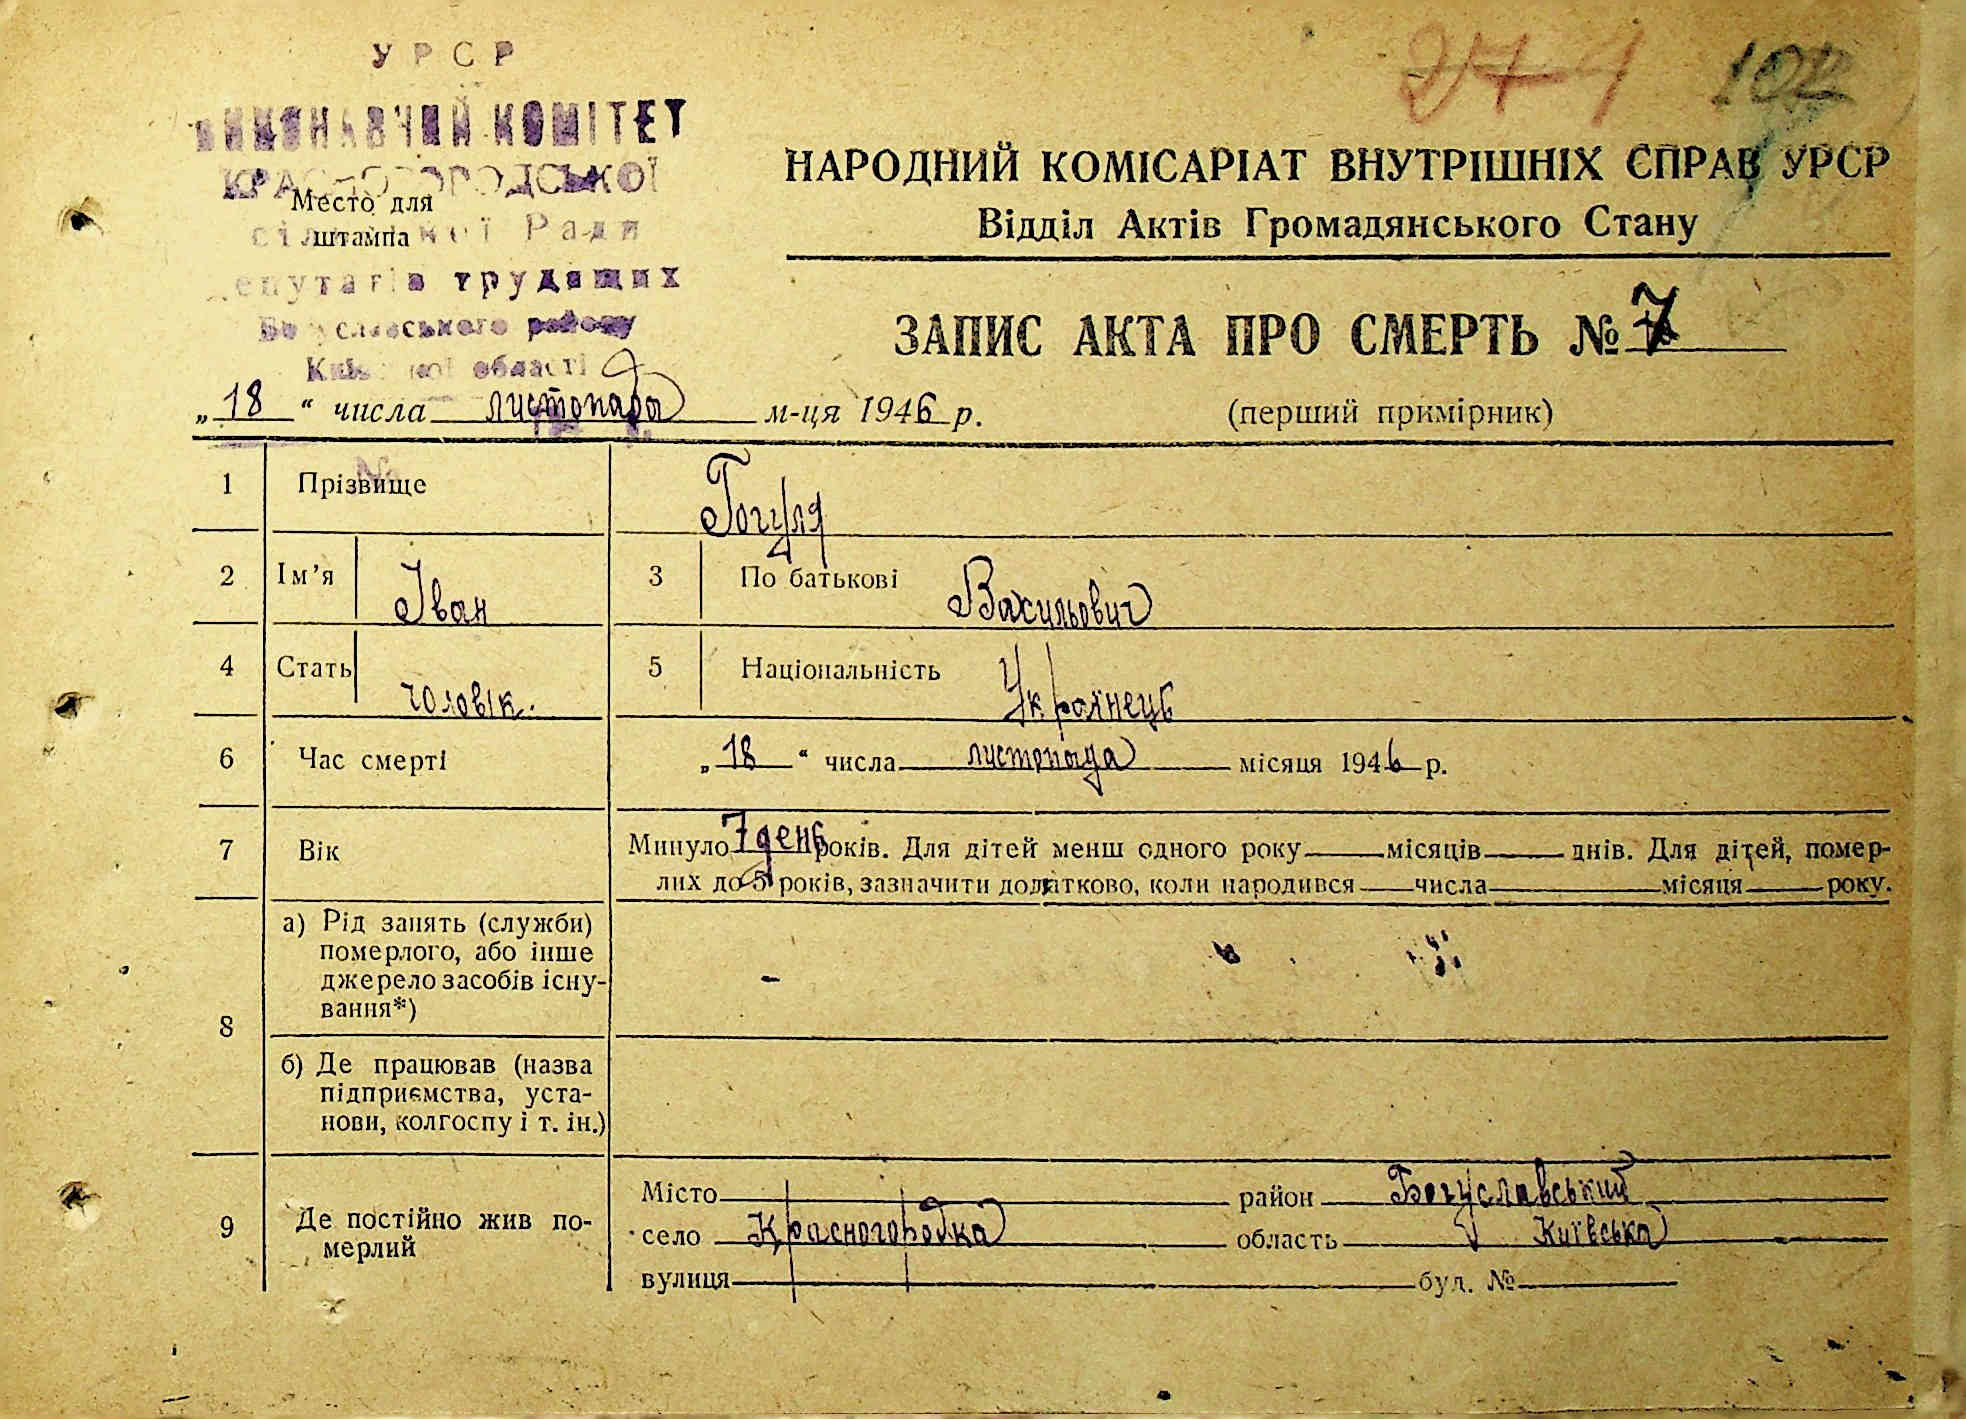 УРСР
ВИКОНАВЧИЙ КОМІТЕТ
КРАСНОГОРОДСЬКОЇ
Место для
штампа
сільської Ради
депутатів трудящих
Богуславського району
Київської області
274 102
НАРОДНИЙ КОМІСАРІАТ ВНУТРІШНІХ СПРАВ УРСР
Відділ Актів Громадянського Стану
ЗАПИС АКТА ПРО СМЕРТЬ № 7
„18“ числа листопада м-ця 1946 р. (перший примірник)
1 Прізвище Гогуля
2 Ім'я Іван 3 По батькові Васильович
4 Стать чоловік. 5 Національність Українець
6 Час смерті „18“ числа листопада місяця 1946 р.
7 Вік Минуло 7 день років. Для дітей менш одного року місяців днів. Для дітей, помер-
лих до 5 років, зазначити додатково, коли народився числа місяця року.
8 а) Рід занять (служби)
померлого, або інше
джерело засобів існу-
вання*) -
б) Де працював (назва
підприємства, уста-
нови, колгоспу і т. ін.)
9 Де постійно жив по-
мерлий
Місто район Богуславський
село Красногородка область Київська
вулиця буд. №